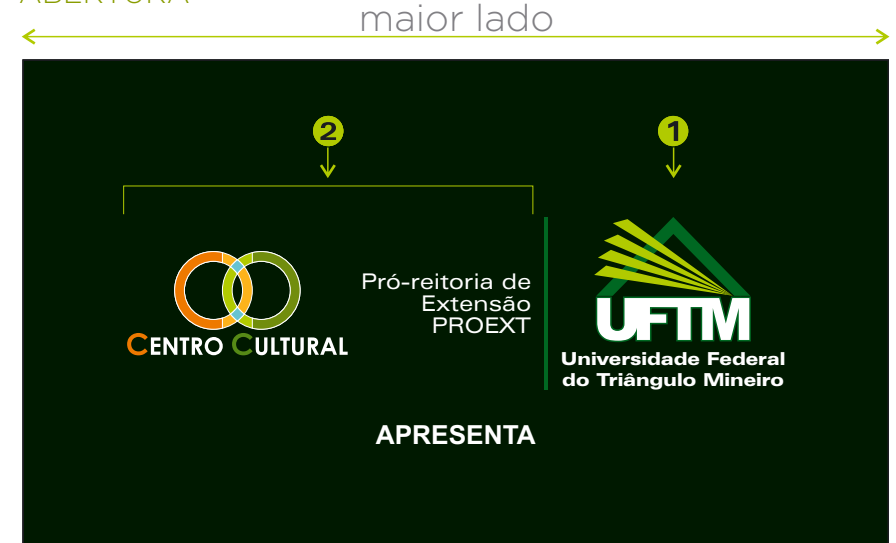 ABERTURA
maior lado
2
1
Pró-reitoria de
Extensão
PROEXT
CENTRO CULTURAL
UFTM
Universidade Federal
do Triângulo Mineiro
APRESENTA